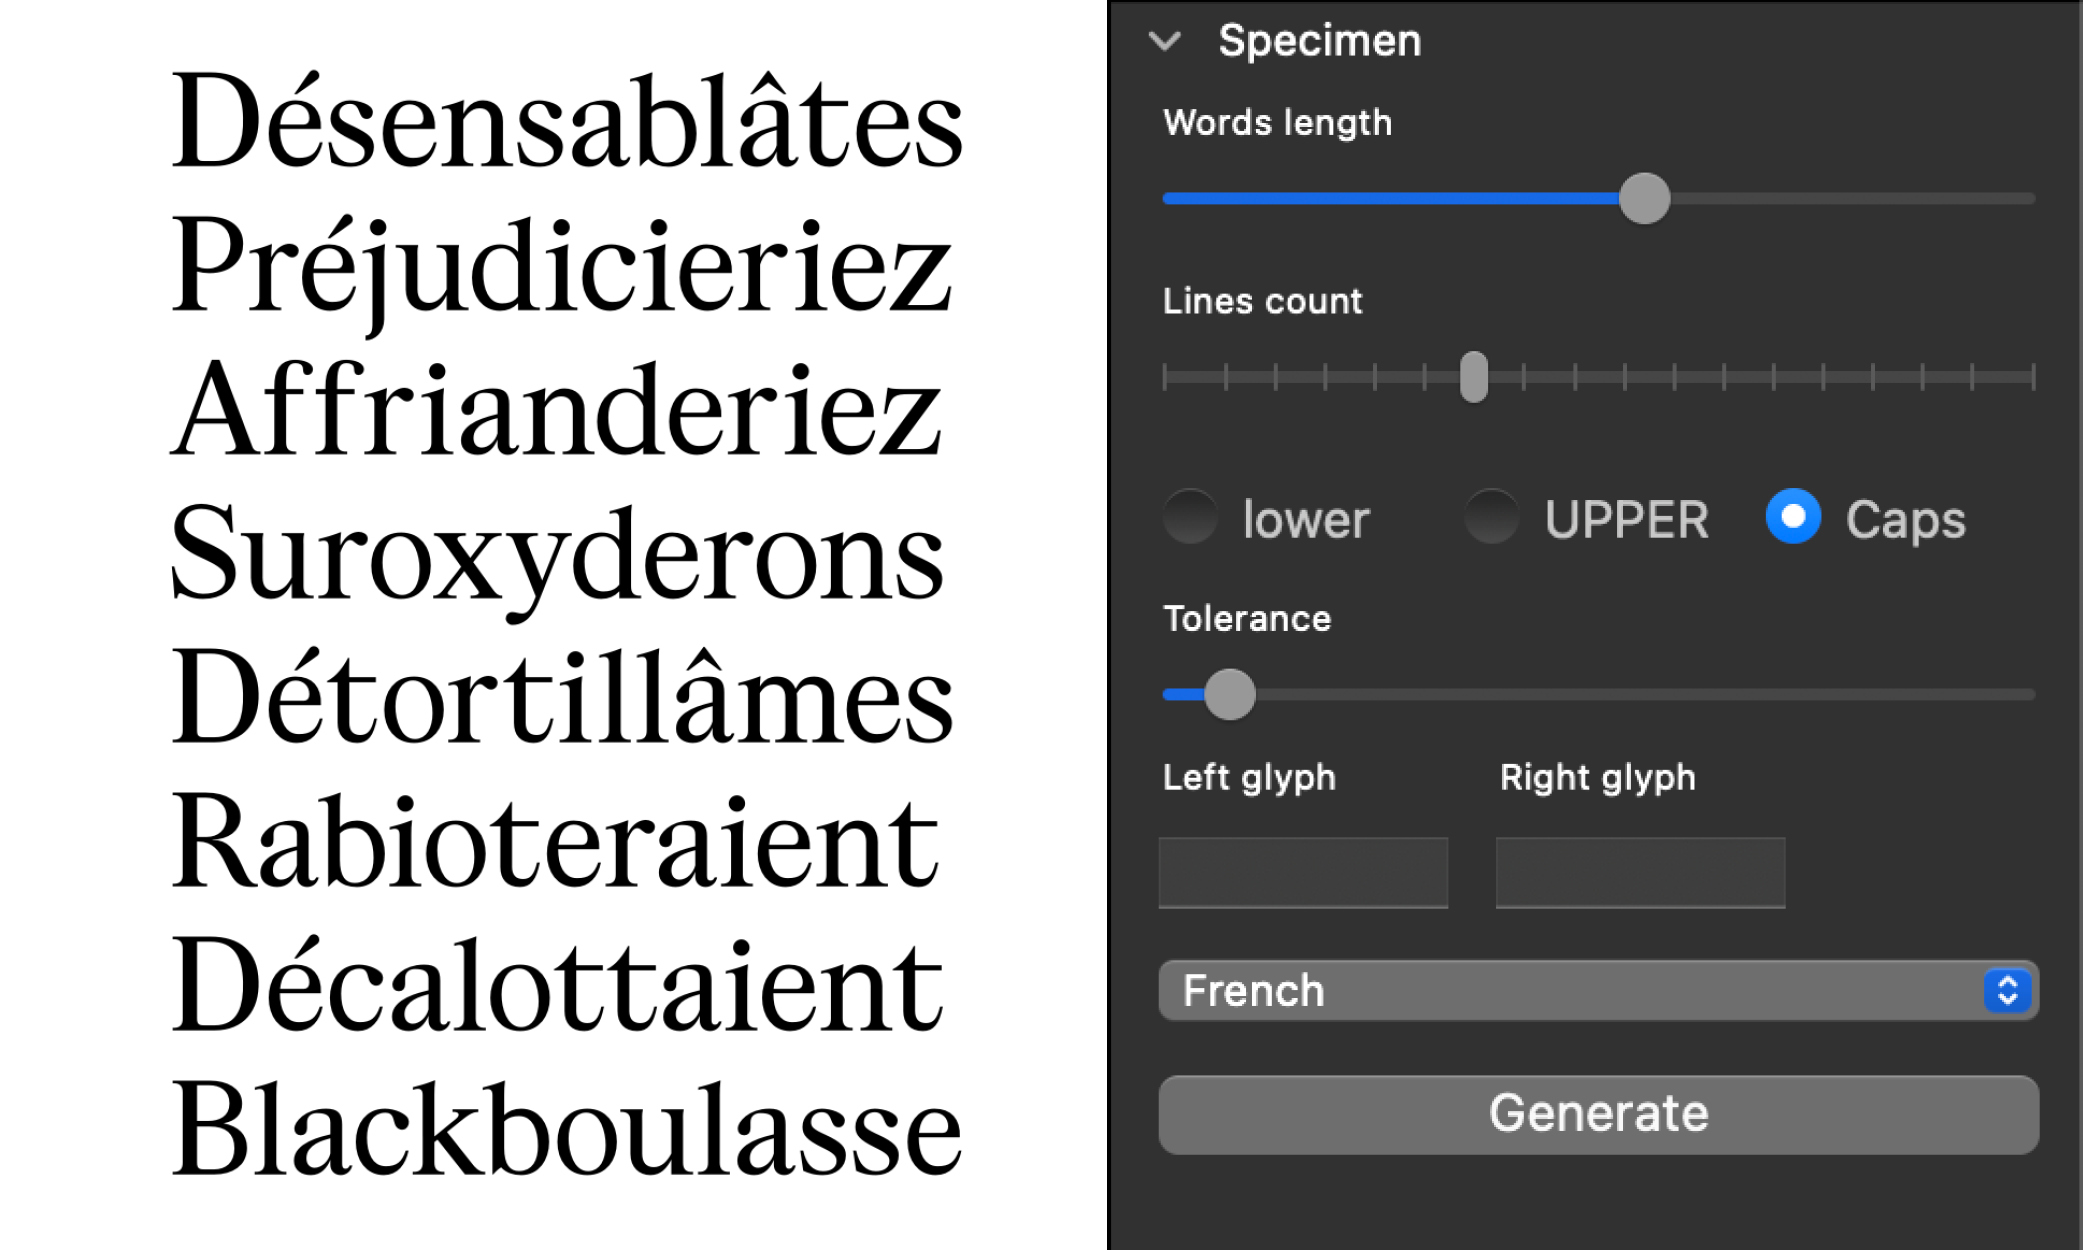 Désensablâtes
Préjudicieriez
Affrianderiez
Suroxyderons
Détortillâmes
Rabioteraient
Décalottaient
Blackboulasse
Specimen
Words length
Lines count
lower UPPER Caps
Tolerance
Left glyph Right glyph
French
Generate